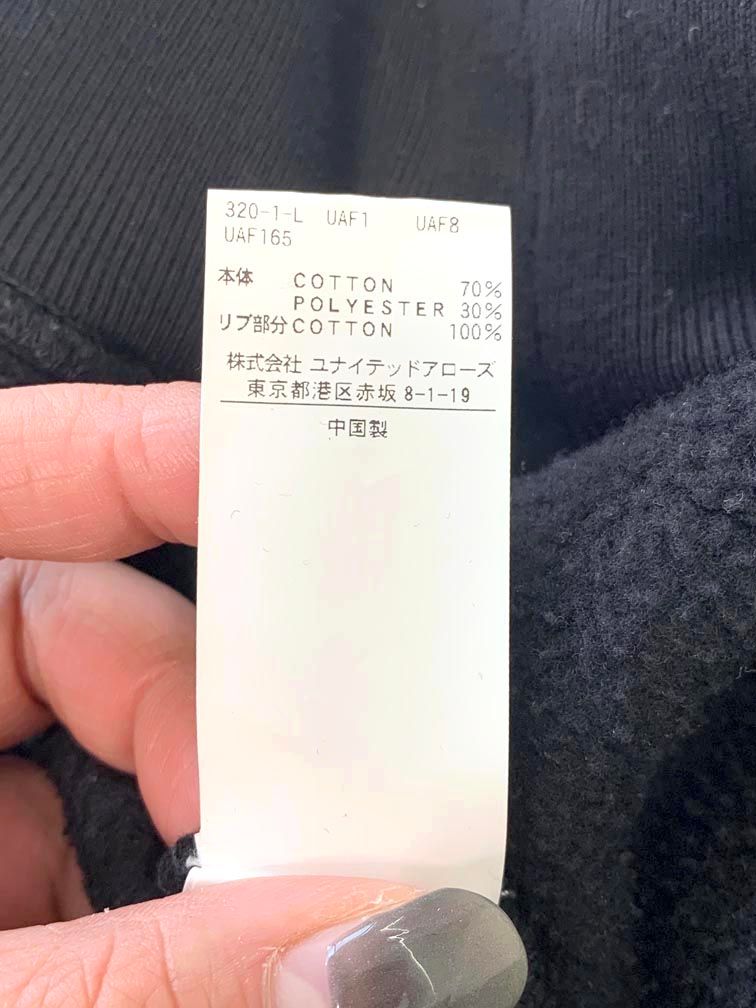 320-1-L UAF1 UAF8
UAF165
本体 COTTON 70%
POLYESTER 30%
リブ部分 COTTON 100%
株式会社 ユナイテッドアローズ
東京都港区赤坂 8-1-19
中国製